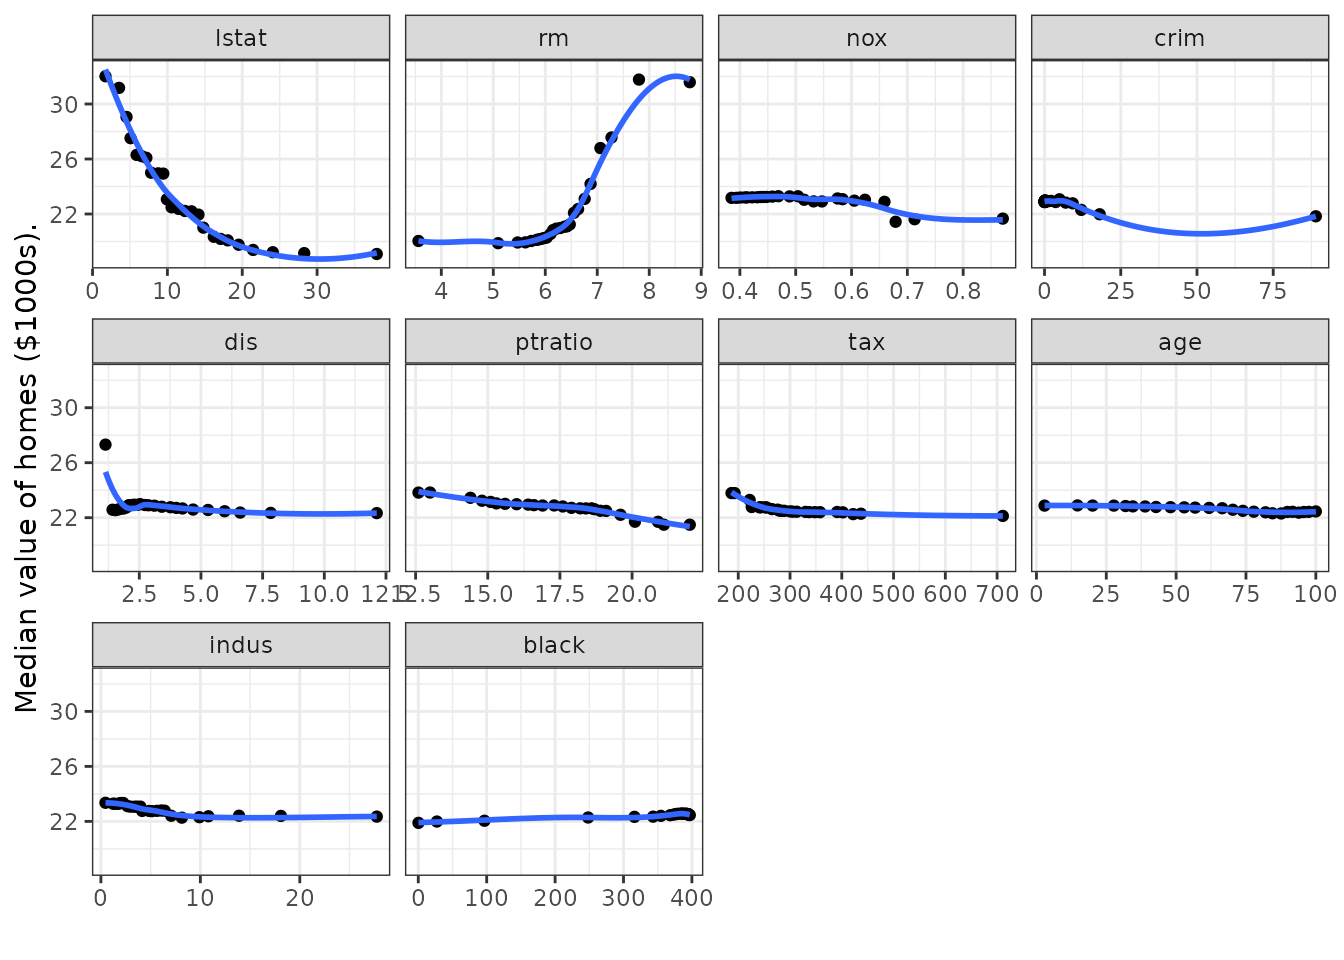 Median value of homes ($1000s).
lstat rm nox crim
30
26
22
0 10 20 30 4 5 6 7 8 9 0.4 0.5 0.6 0.7 0.8 0 25 50 75
dis ptratio tax age
30
26
22
2.5 5.0 7.5 10.0 12.5 12.5 15.0 17.5 20.0 200 300 400 500 600 700 0 25 50 75 100
indus black
30
26
22
0 10 20 0 100 200 300 400